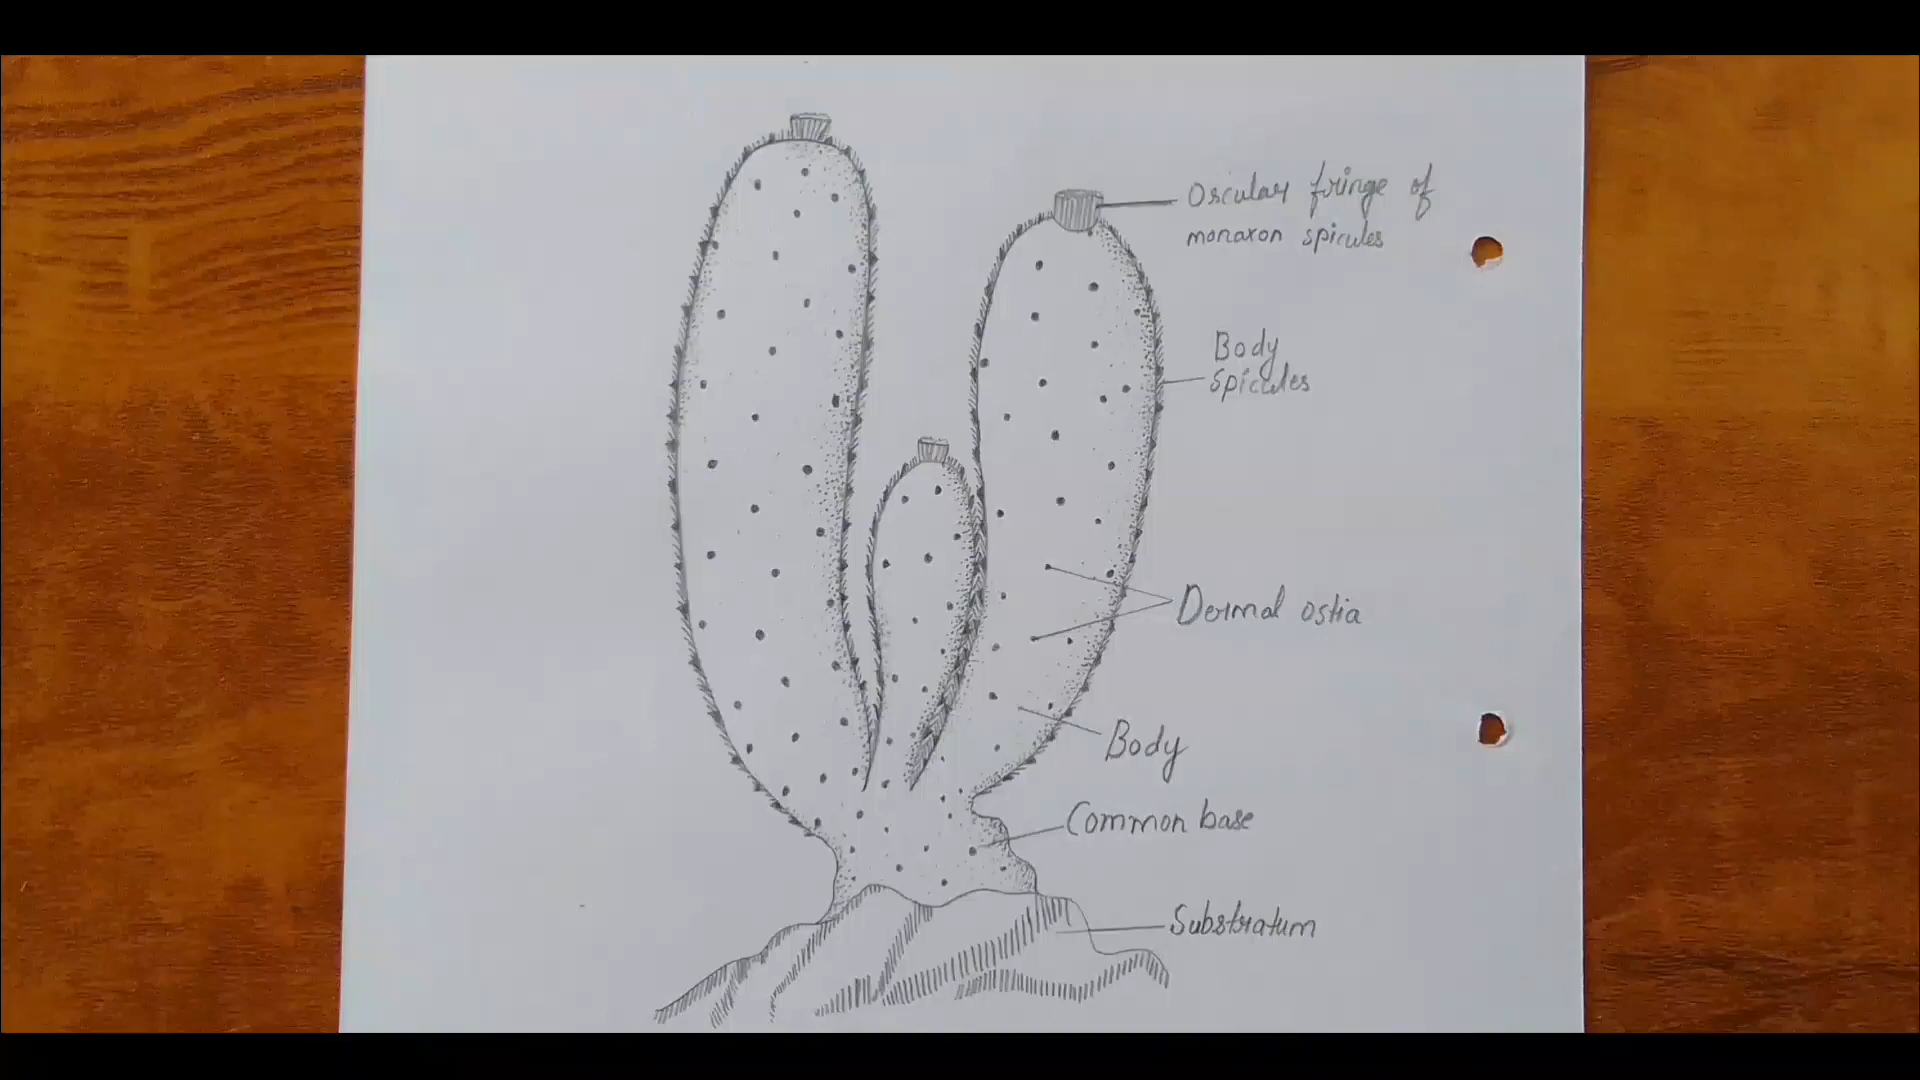 Oscular fringe of
monaxon spicules
Body
spicules
Dermal ostia
Body
Common base
Substratum